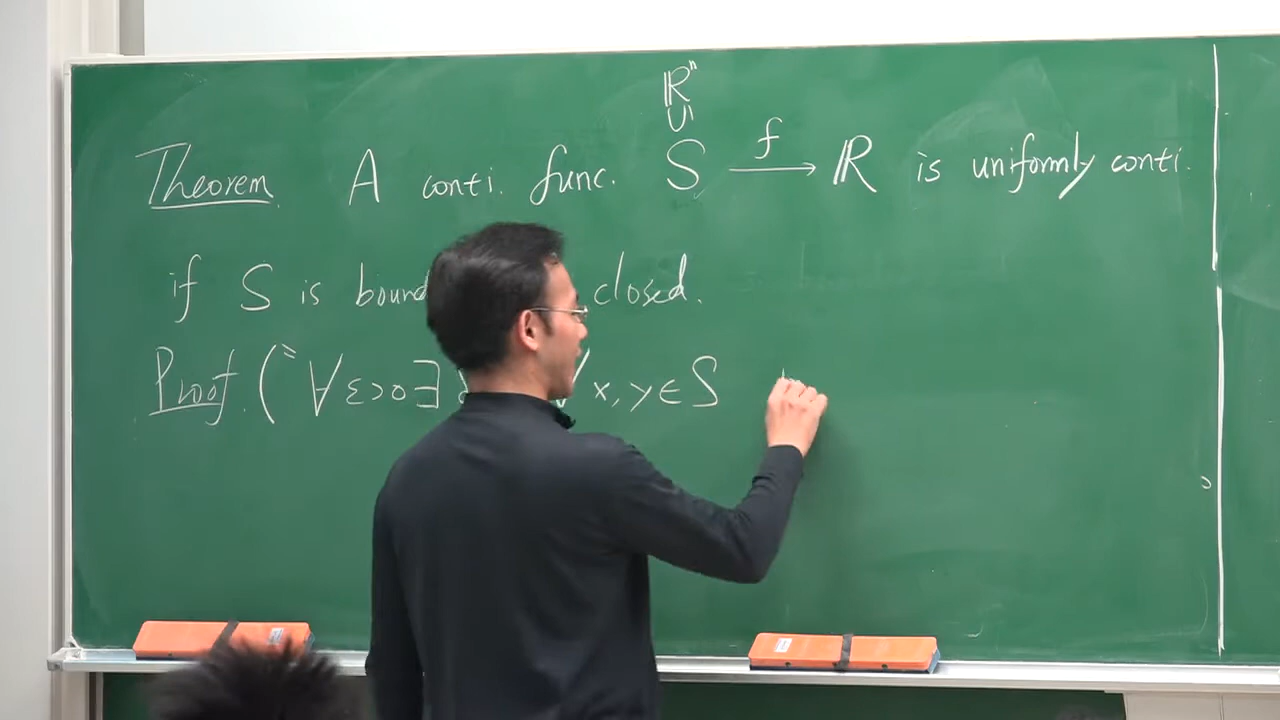 ℝⁿ
∪|
Theorem A conti. func. S →f ℝ is uniformly conti.
if S is bound closed.
Proof. (" ∀ε>0 ∃ ∀ x, y ∈ S